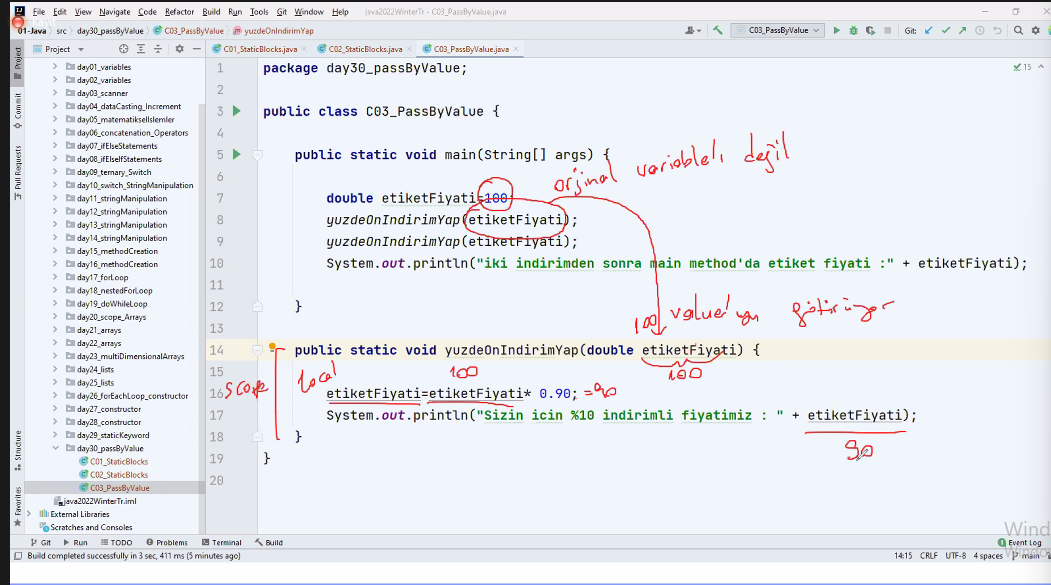 File Edit View Navigate Code Refactor Build Run Tools Git Window Help java2022WinterTr.java
01-Java src day30_passByValue C03_PassByValue yuzdeOnIndirimYap C03_PassByValue Git:
Project C01_StaticBlocks.java C02_StaticBlocks.java C03_PassByValue.java
Project
Commit
Pull Requests
Structure
Favorites
day01_variables
day02_variables
day03_scanner
day04_dataCasting_Increment
day05_matematikselIslemler
day06_concatenation_Operators
day07_ifElseStatements
day08_ifElseIfStatements
day09_ternary_Switch
day10_switch_StringManipulation
day11_stringManipulation
day12_stringManipulation
day13_stringManipulation
day14_stringManipulation
day15_methodCreation
day16_methodCreation
day17_forLoop
day18_nestedForLoop
day19_doWhileLoop
day20_scope_Arrays
day21_arrays
day22_arrays
day23_multiDimensionalArrays
day24_lists
day25_lists
day26_forEachLoop_constructor
day27_constructor
day28_constructor
day29_staticKeyword
day30_passByValue
C01_StaticBlocks
C02_StaticBlocks
C03_PassByValue
java2022WinterTr.iml
External Libraries
Scratches and Consoles
15
1 package day30_passByValue;
2
3 public class C03_PassByValue {
4
5 public static void main(String[] args) {
orjinal variable'i değil
6
7 double etiketFiyati=100;
8 yuzdeOnIndirimYap(etiketFiyati);
9 yuzdeOnIndirimYap(etiketFiyati);
10 System.out.println("iki indirimden sonra main method'da etiket fiyati :" + etiketFiyati);
11
12 }
100 value'yu götürüyor
13
14 public static void yuzdeOnIndirimYap(double etiketFiyati) {
15
scope local 100 100
16 etiketFiyati=etiketFiyati* 0.90; =90
17 System.out.println("Sizin icin %10 indirimli fiyatimiz : " + etiketFiyati);
18 }
90
19 }
20
Git Run TODO Problems Terminal Build Event Log
Build completed successfully in 3 sec, 411 ms (5 minutes ago) 14:15 CRLF UTF-8 4 spaces main